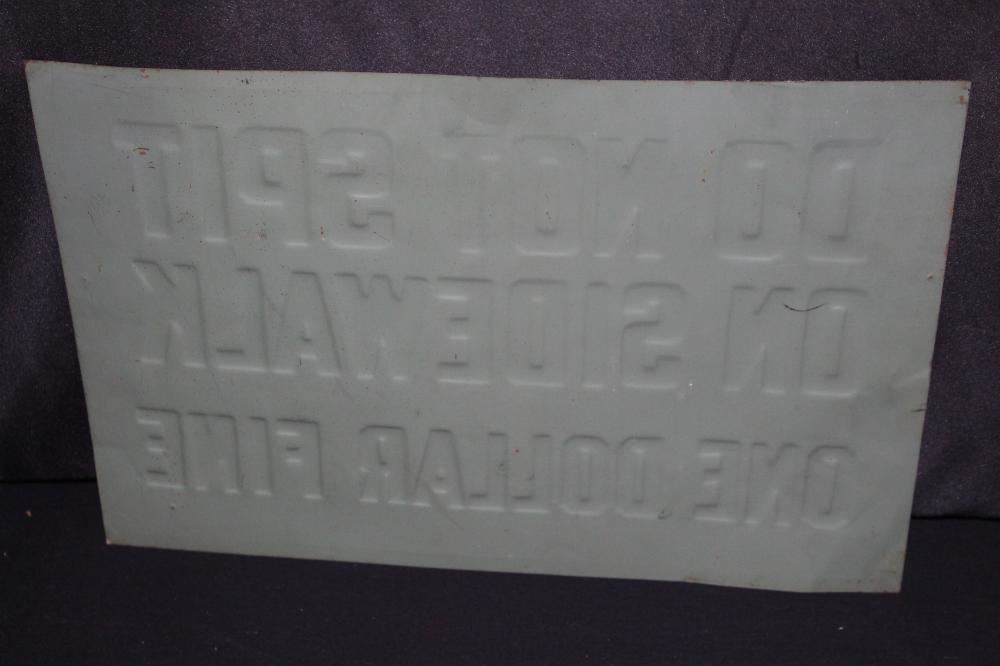 DO NOT SPIT
ON SIDEWALK
ONE DOLLAR FINE